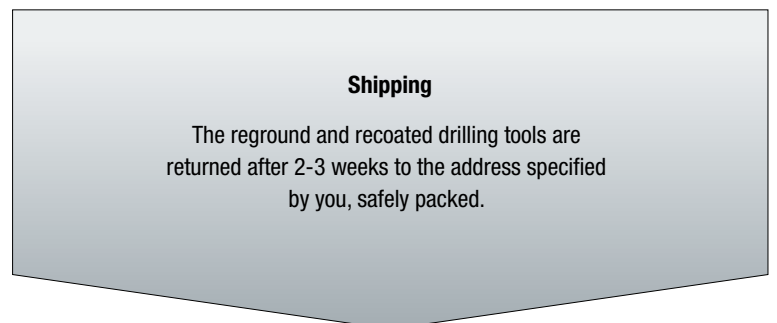 Shipping
The reground and recoated drilling tools are
returned after 2-3 weeks to the address specified
by you, safely packed.